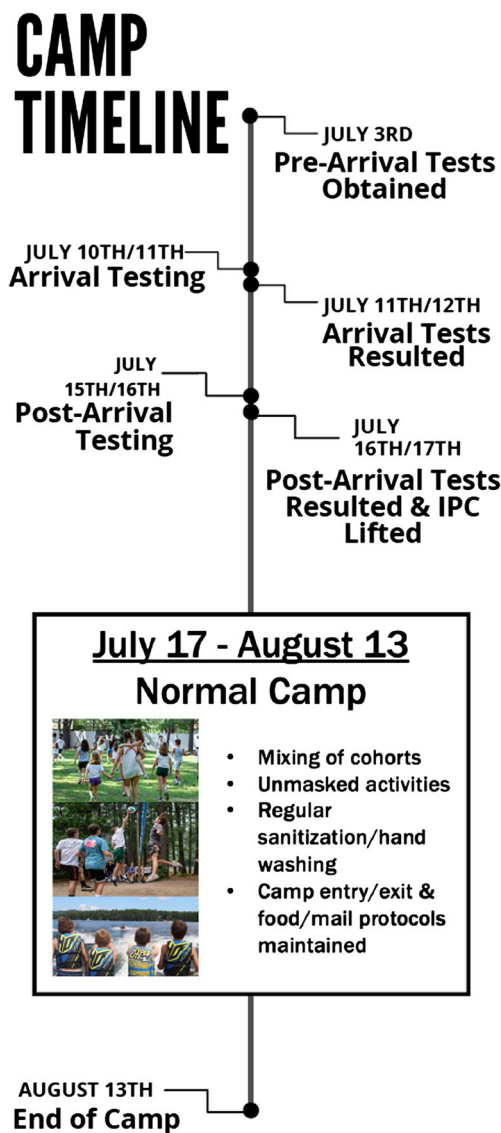 CAMP
TIMELINE
JULY 3RD
Pre-Arrival Tests
Obtained
JULY 10TH/11TH
Arrival Testing
JULY 11TH/12TH
Arrival Tests
Resulted
JULY
15TH/16TH
Post-Arrival
Testing
JULY
16TH/17TH
Post-Arrival Tests
Resulted & IPC
Lifted
July 17 - August 13
Normal Camp
• Mixing of cohorts
• Unmasked activities
• Regular
sanitization/hand
washing
• Camp entry/exit &
food/mail protocols
maintained
AUGUST 13TH
End of Camp